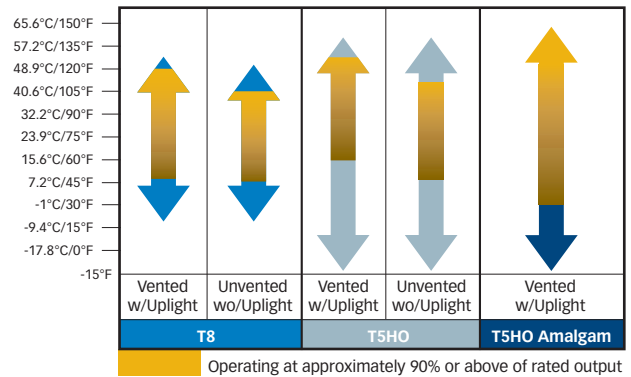 65.6°C/150°F
57.2°C/135°F
48.9°C/120°F
40.6°C/105°F
32.2°C/90°F
23.9°C/75°F
15.6°C/60°F
7.2°C/45°F
-1°C/30°F
-9.4°C/15°F
-17.8°C/0°F
-15°F
Vented Unvented Vented Unvented Vented
w/Uplight wo/Uplight w/Uplight wo/Uplight w/Uplight
T8 T5HO T5HO Amalgam
Operating at approximately 90% or above of rated output